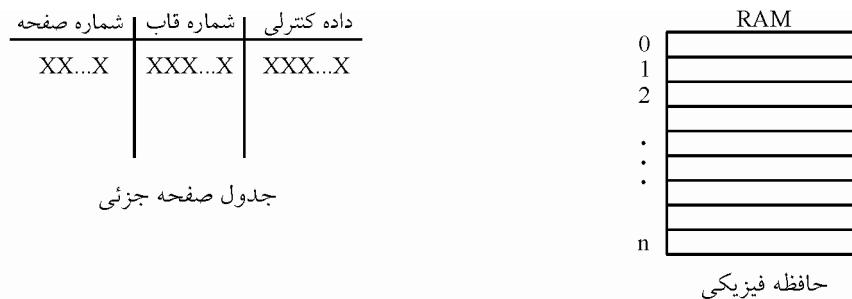 شماره صفحه شماره قاب داده کنترلی
XX...X XXX...X XXX...X
جدول صفحه جزئی
RAM
0
1
2
.
.
.
n
حافظه فیزیکی